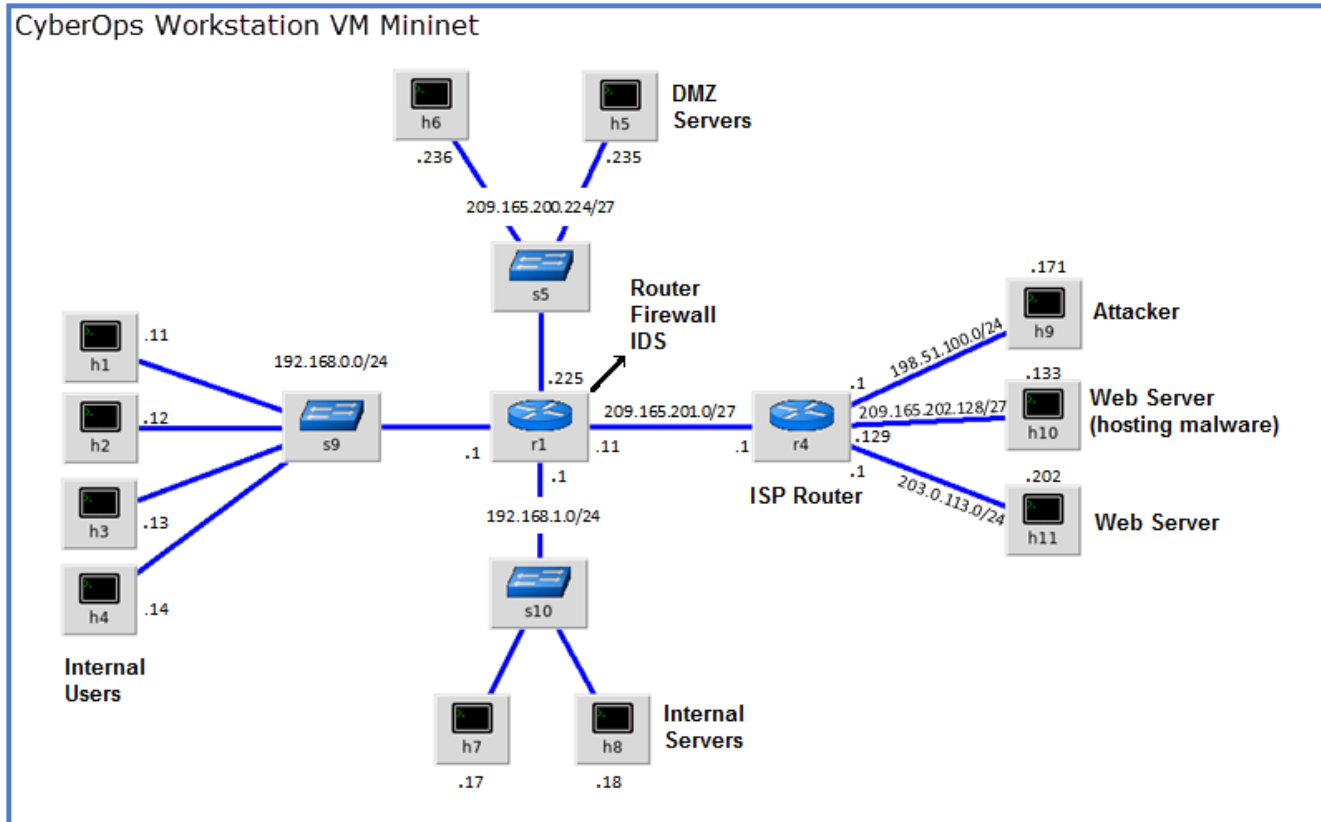 CyberOps Workstation VM Mininet
h6
h5
DMZ
Servers
.236
.235
209.165.200.224/27
s5
Router
Firewall
IDS
.225
h1
.11
h2
.12
h3
.13
h4
.14
Internal
Users
192.168.0.0/24
s9
.1
r1
.11
.1
209.165.201.0/27
192.168.1.0/24
s10
h7
.17
h8
.18
Internal
Servers
.1
r4
ISP Router
.1
.129
.1
198.51.100.0/24
209.165.202.128/27
203.0.113.0/24
.171
h9
Attacker
.133
h10
Web Server
(hosting malware)
.202
h11
Web Server